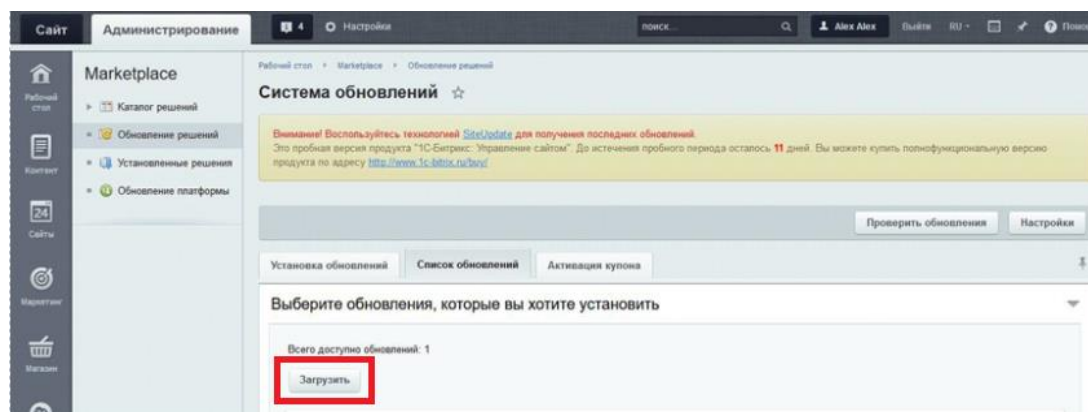 Сайт
Администрирование
4
Настройки
поиск...
Alex Alex
Выйти
RU
Рабочий стол
Контент
24
Сайты
Маркетинг
Магазин
Marketplace
Каталог решений
Обновление решений
Установленные решения
Обновление платформы
Рабочий стол Marketplace Обновление решений
Система обновлений
Внимание! Воспользуйтесь технологией SiteUpdate для получения последних обновлений.
Это пробная версия продукта "1С-Битрикс: Управление сайтом". До истечения пробного периода осталось 11 дней. Вы можете купить полнофункциональную версию
продукта по адресу http://www.1c-bitrix.ru/buy/
Проверить обновления
Настройки
Установка обновлений
Список обновлений
Активация купона
Выберите обновления, которые вы хотите установить
Всего доступно обновлений: 1
Загрузить